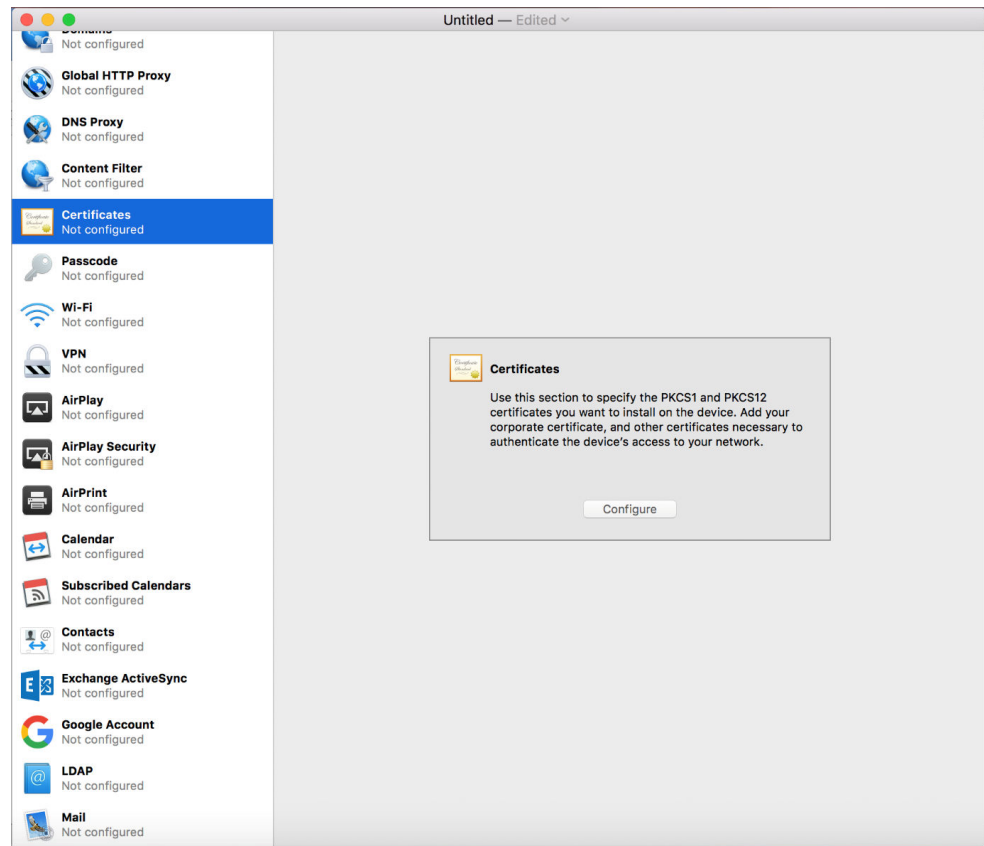 Untitled — Edited
Domains
Not configured
Global HTTP Proxy
Not configured
DNS Proxy
Not configured
Content Filter
Not configured
Certificates
Not configured
Passcode
Not configured
Wi-Fi
Not configured
VPN
Not configured
AirPlay
Not configured
AirPlay Security
Not configured
AirPrint
Not configured
Calendar
Not configured
Subscribed Calendars
Not configured
Contacts
Not configured
Exchange ActiveSync
Not configured
Google Account
Not configured
LDAP
Not configured
Mail
Not configured
Certificates
Use this section to specify the PKCS1 and PKCS12
certificates you want to install on the device. Add your
corporate certificate, and other certificates necessary to
authenticate the device's access to your network.
Configure